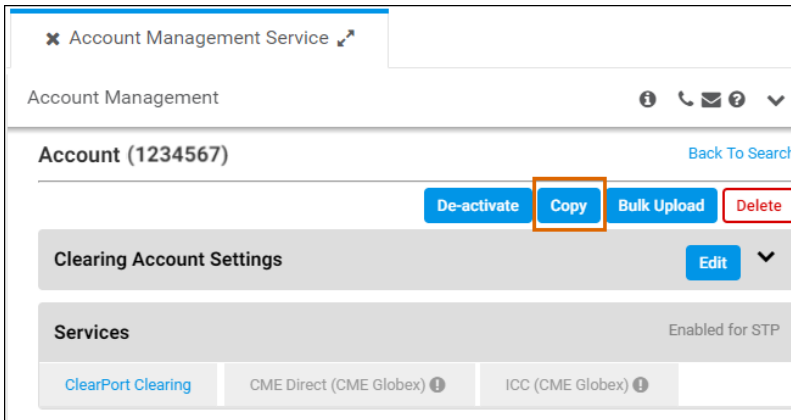 Account Management Service
Account Management
Account (1234567)
Back To Search
De-activate Copy Bulk Upload Delete
Clearing Account Settings
Edit
Services
Enabled for STP
ClearPort Clearing CME Direct (CME Globex) ICC (CME Globex)